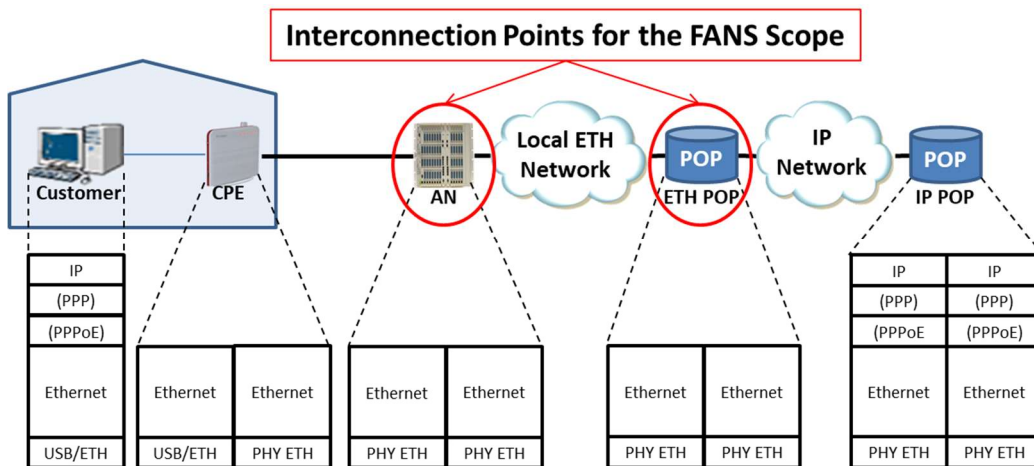 Interconnection Points for the FANS Scope
Local ETH
Network
IP
Network
POP
POP
Customer
CPE
AN
ETH POP
IP POP
IP
IP
IP
(PPP)
(PPP)
(PPP)
(PPPoE)
(PPPoE
(PPPoE)
Ethernet
Ethernet
Ethernet
Ethernet
Ethernet
Ethernet
Ethernet
Ethernet
Ethernet
USB/ETH
USB/ETH
PHY ETH
PHY ETH
PHY ETH
PHY ETH
PHY ETH
PHY ETH
PHY ETH